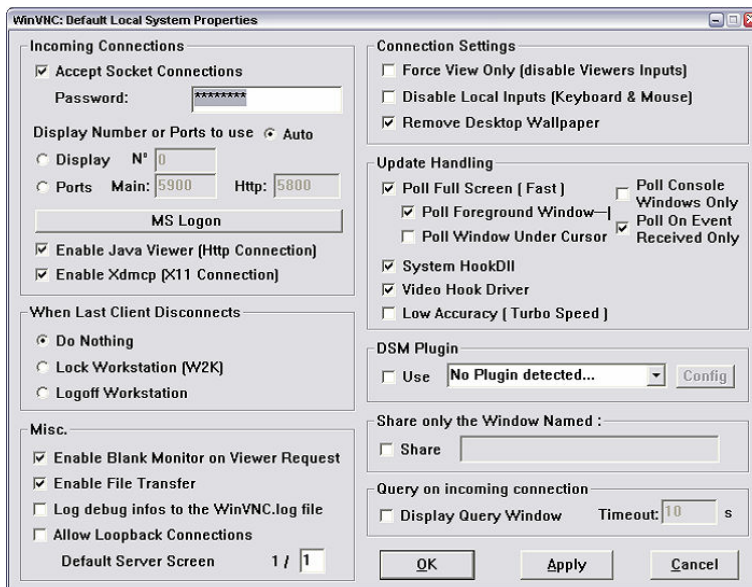 WinVNC: Default Local System Properties
Incoming Connections
Accept Socket Connections
Password: ********
Display Number or Ports to use Auto
Display N° 0
Ports Main: 5900 Http: 5800
MS Logon
Enable Java Viewer (Http Connection)
Enable Xdmcp (X11 Connection)
When Last Client Disconnects
Do Nothing
Lock Workstation (W2K)
Logoff Workstation
Misc.
Enable Blank Monitor on Viewer Request
Enable File Transfer
Log debug infos to the WinVNC.log file
Allow Loopback Connections
Default Server Screen 1 / 1
Connection Settings
Force View Only (disable Viewers Inputs)
Disable Local Inputs (Keyboard & Mouse)
Remove Desktop Wallpaper
Update Handling
Poll Full Screen ( Fast )
Poll Foreground Window
Poll Window Under Cursor
Poll Console
Windows Only
Poll On Event
Received Only
System HookDll
Video Hook Driver
Low Accuracy ( Turbo Speed )
DSM Plugin
Use No Plugin detected... Config
Share only the Window Named :
Share
Query on incoming connection
Display Query Window Timeout: 10 s
OK Apply Cancel